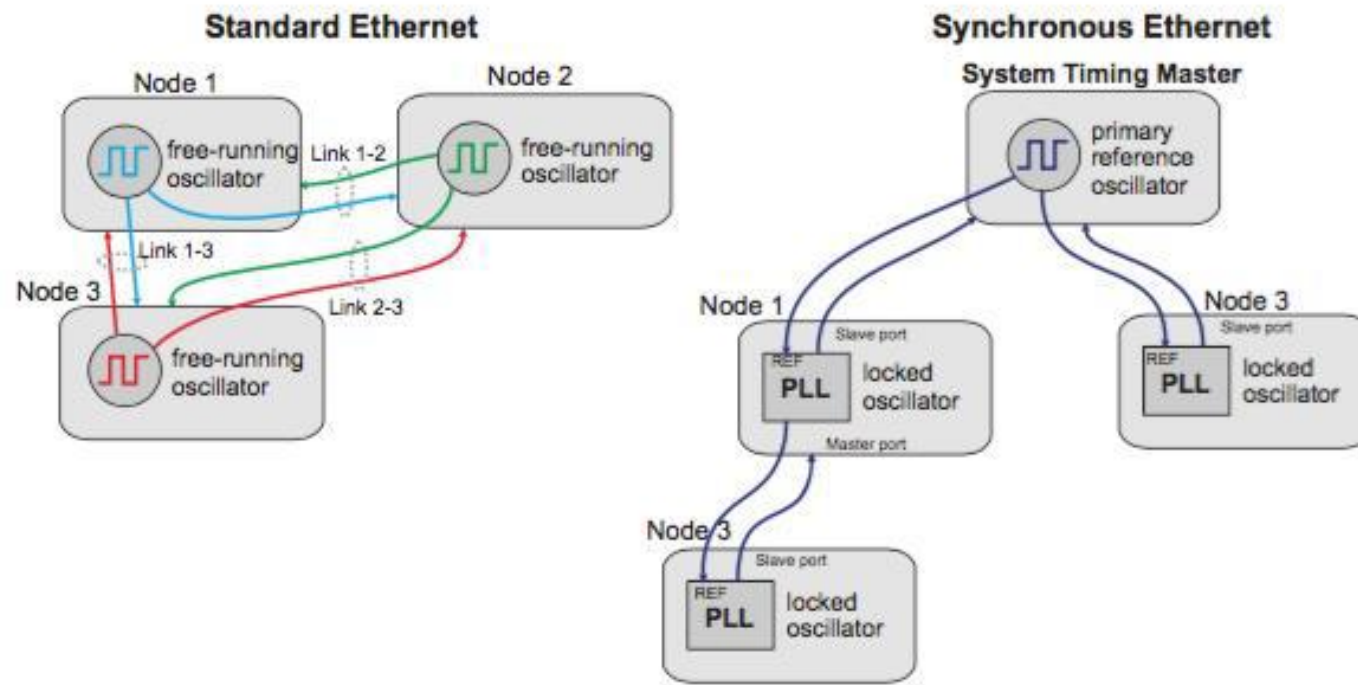 Standard Ethernet
Node 1
free-running
oscillator
Link 1-2
Node 2
free-running
oscillator
Link 1-3
Link 2-3
Node 3
free-running
oscillator
Synchronous Ethernet
System Timing Master
primary
reference
oscillator
Node 1
Slave port
REF
PLL
locked
oscillator
Master port
Node 3
Slave port
REF
PLL
locked
oscillator
Node 3
Slave port
REF
PLL
locked
oscillator